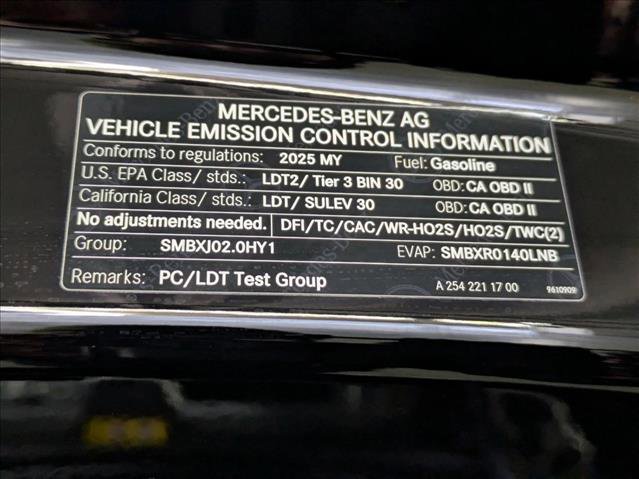 MERCEDES-BENZ AG
VEHICLE EMISSION CONTROL INFORMATION
Conforms to regulations: 2025 MY Fuel: Gasoline
U.S. EPA Class/ stds.: LDT2/ Tier 3 BIN 30 OBD: CA OBD II
California Class/ stds.: LDT/ SULEV 30 OBD: CA OBD II
No adjustments needed. DFI/TC/CAC/WR-HO2S/HO2S/TWC(2)
Group: SMBXJ02.0HY1 EVAP: SMBXR0140LNB
Remarks: PC/LDT Test Group A 254 221 17 00 9610909